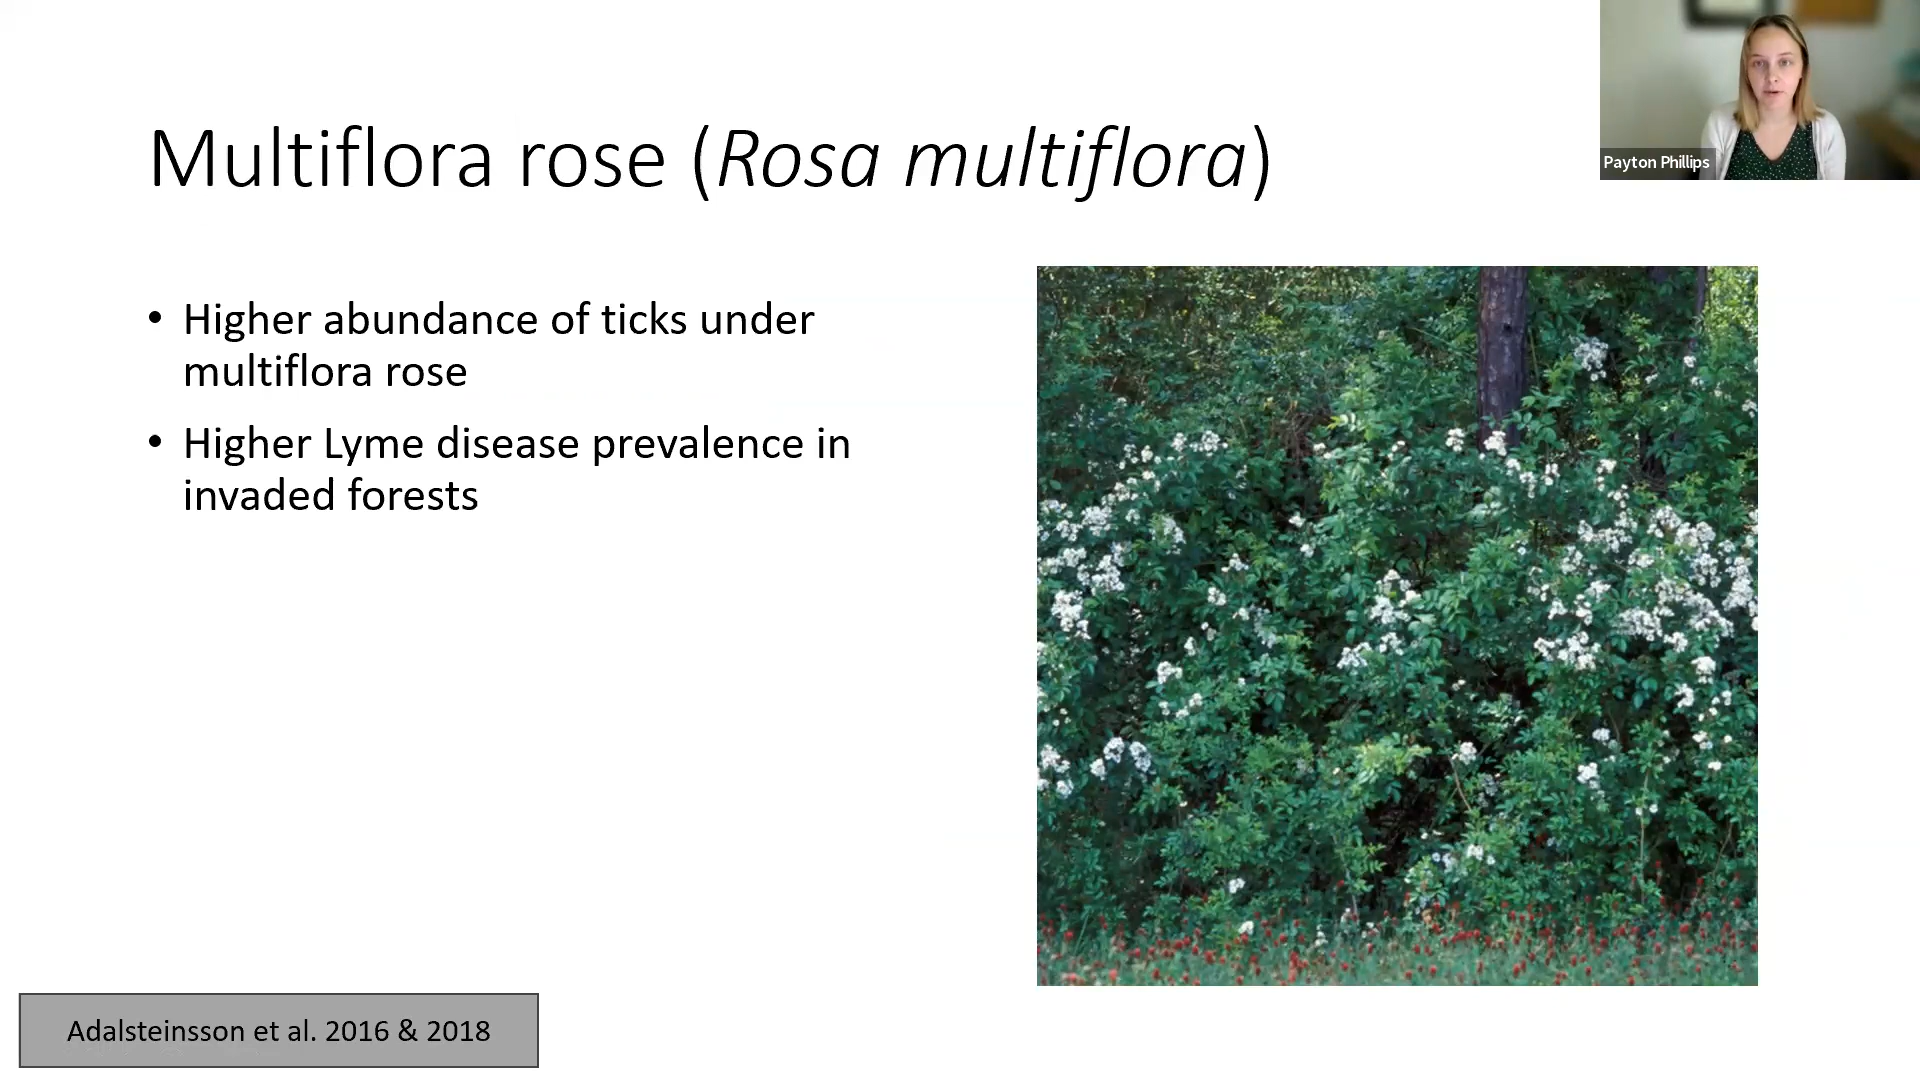 Multiflora rose (Rosa multiflora)
Payton Phillips
• Higher abundance of ticks under
multiflora rose
• Higher Lyme disease prevalence in
invaded forests
Adalsteinsson et al. 2016 & 2018